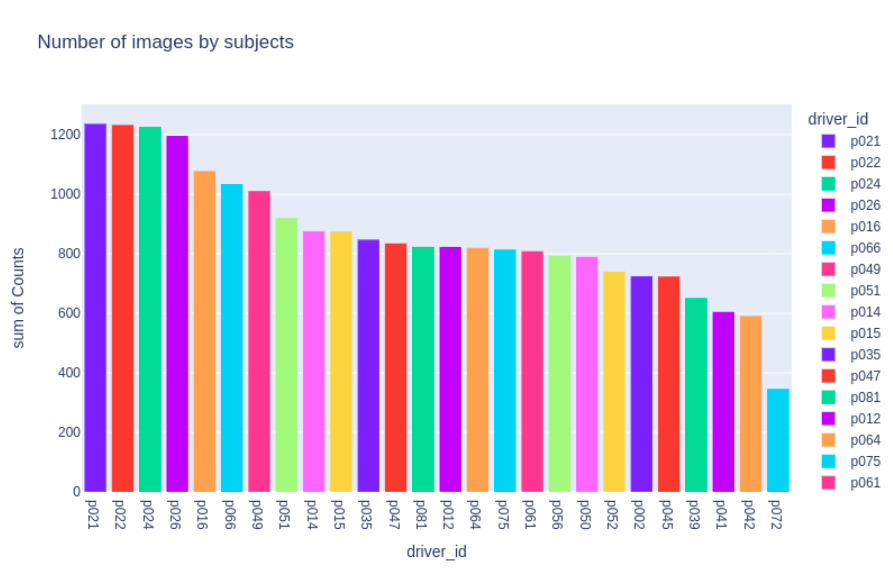 Number of images by subjects
sum of Counts
1200
1000
800
600
400
200
0
p021 p022 p024 p026 p016 p066 p049 p051 p014 p015 p035 p047 p081 p012 p064 p075 p061 p056 p050 p052 p002 p045 p039 p041 p042 p072
driver_id
driver_id
p021
p022
p024
p026
p016
p066
p049
p051
p014
p015
p035
p047
p081
p012
p064
p075
p061